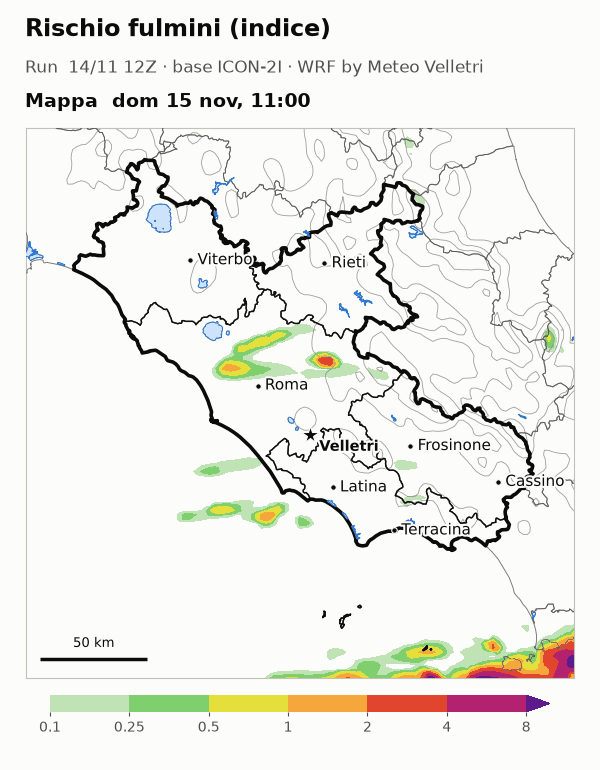 Rischio fulmini (indice)
Run  14/11 12Z · base ICON-2I · WRF by Meteo Velletri
Mappa  dom 15 nov, 11:00
Viterbo
Rieti
Roma
Velletri
Frosinone
Cassino
Latina
Terracina
50 km
0.1 0.25 0.5 1 2 4 8